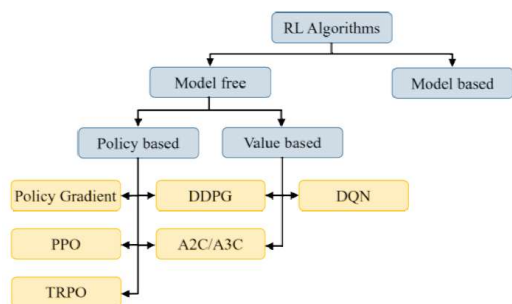 RL Algorithms
Model free
Model based
Policy based
Value based
Policy Gradient
DDPG
DQN
PPO
A2C/A3C
TRPO